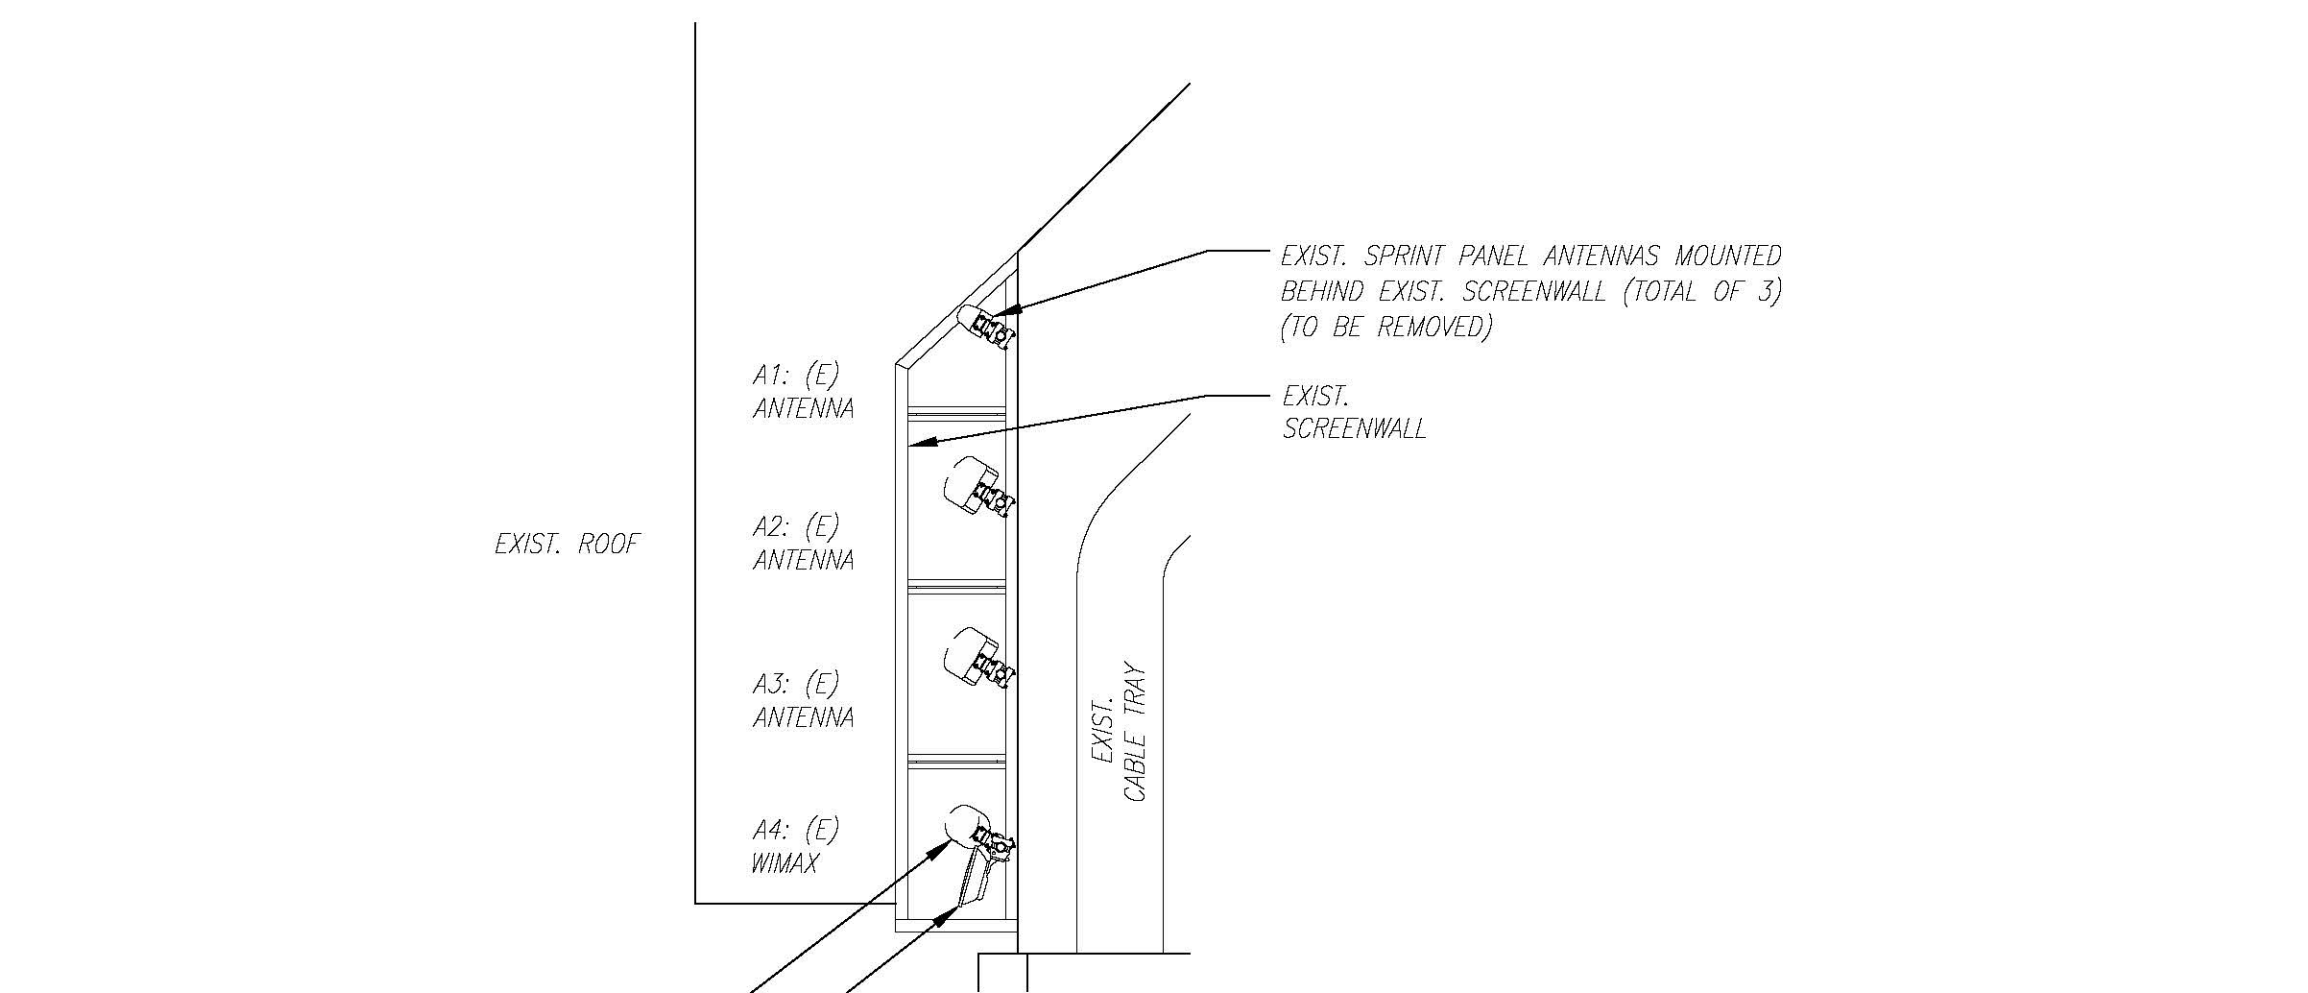 EXIST. SPRINT PANEL ANTENNAS MOUNTED
BEHIND EXIST. SCREENWALL (TOTAL OF 3)
(TO BE REMOVED)
A1: (E)
ANTENNA
EXIST.
SCREENWALL
A2: (E)
ANTENNA
EXIST. ROOF
A3: (E)
ANTENNA
EXIST.
CABLE TRAY
A4: (E)
WIMAX